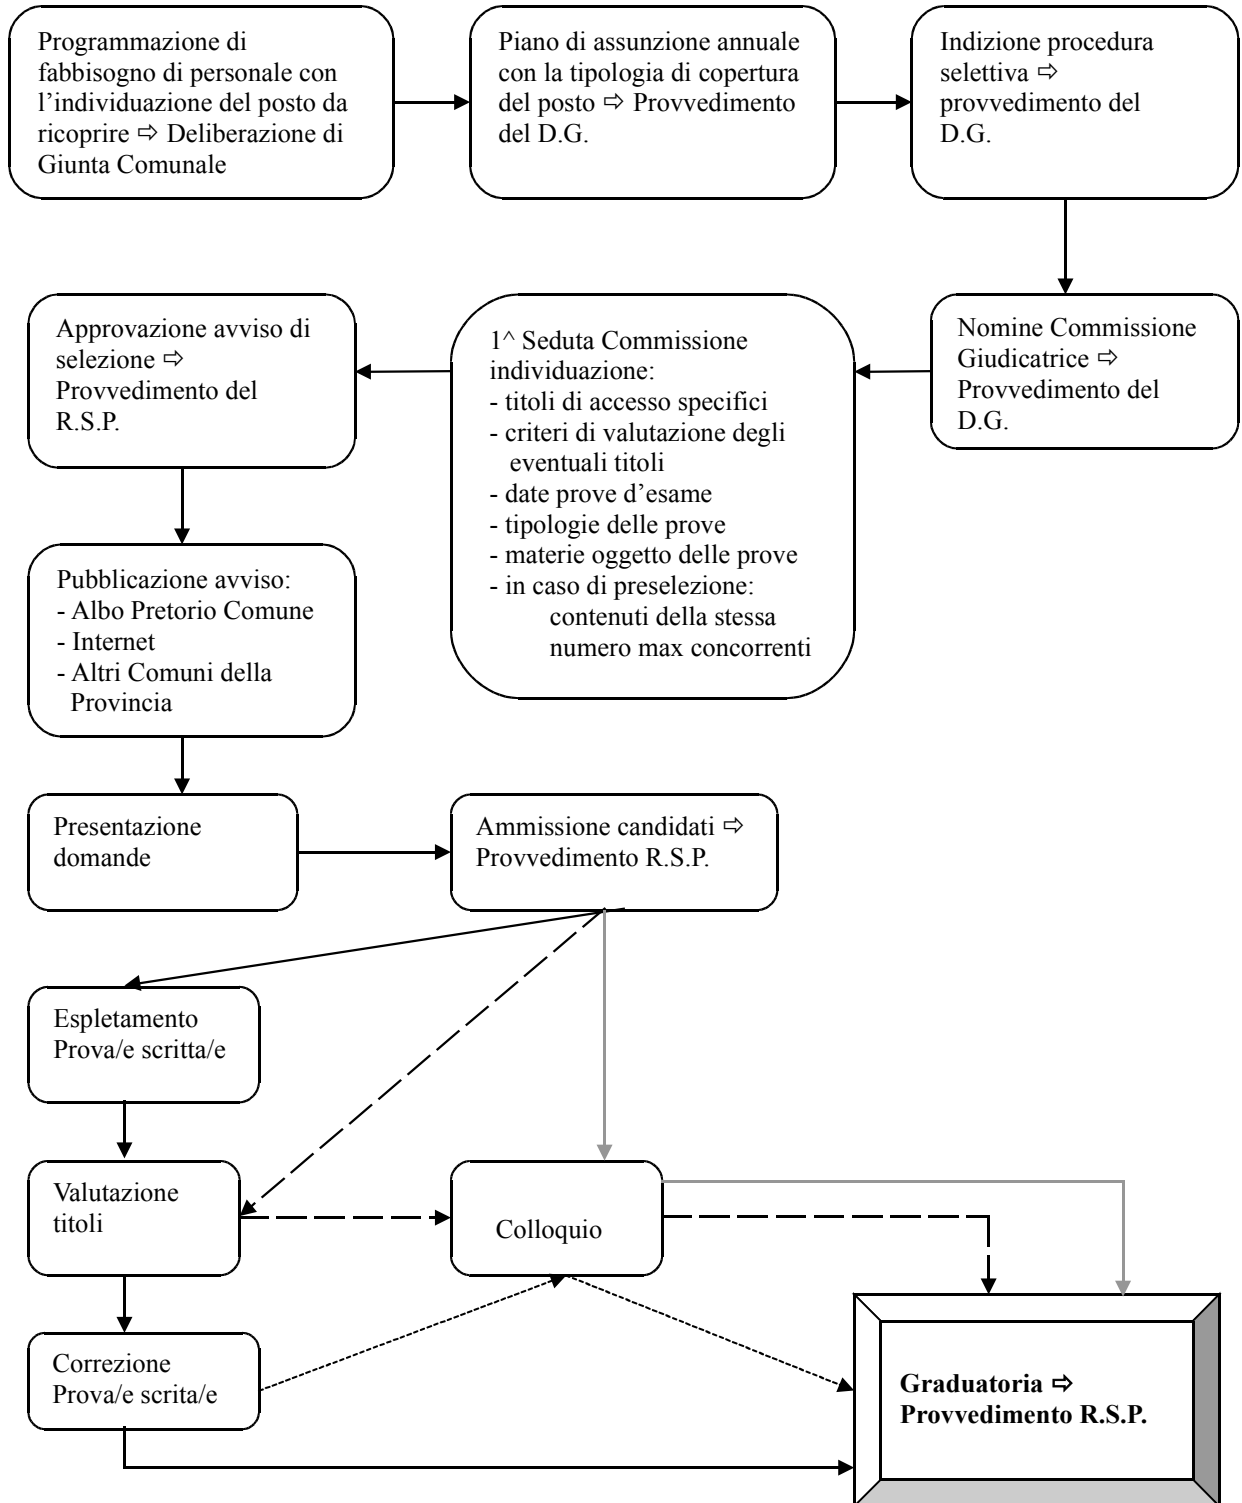 Programmazione di
fabbisogno di personale con
l’individuazione del posto da
ricoprire ⇨ Deliberazione di
Giunta Comunale
Piano di assunzione annuale
con la tipologia di copertura
del posto ⇨ Provvedimento
del D.G.
Indizione procedura
selettiva ⇨
provvedimento del
D.G.
Nomine Commissione
Giudicatrice ⇨
Provvedimento del
D.G.
1^ Seduta Commissione
individuazione:
- titoli di accesso specifici
- criteri di valutazione degli
eventuali titoli
- date prove d’esame
- tipologie delle prove
- materie oggetto delle prove
- in caso di preselezione:
contenuti della stessa
numero max concorrenti
Approvazione avviso di
selezione ⇨
Provvedimento del
R.S.P.
Pubblicazione avviso:
- Albo Pretorio Comune
- Internet
- Altri Comuni della
Provincia
Presentazione
domande
Ammissione candidati ⇨
Provvedimento R.S.P.
Espletamento
Prova/e scritta/e
Valutazione
titoli
Colloquio
Correzione
Prova/e scrita/e
Graduatoria ⇨
Provvedimento R.S.P.